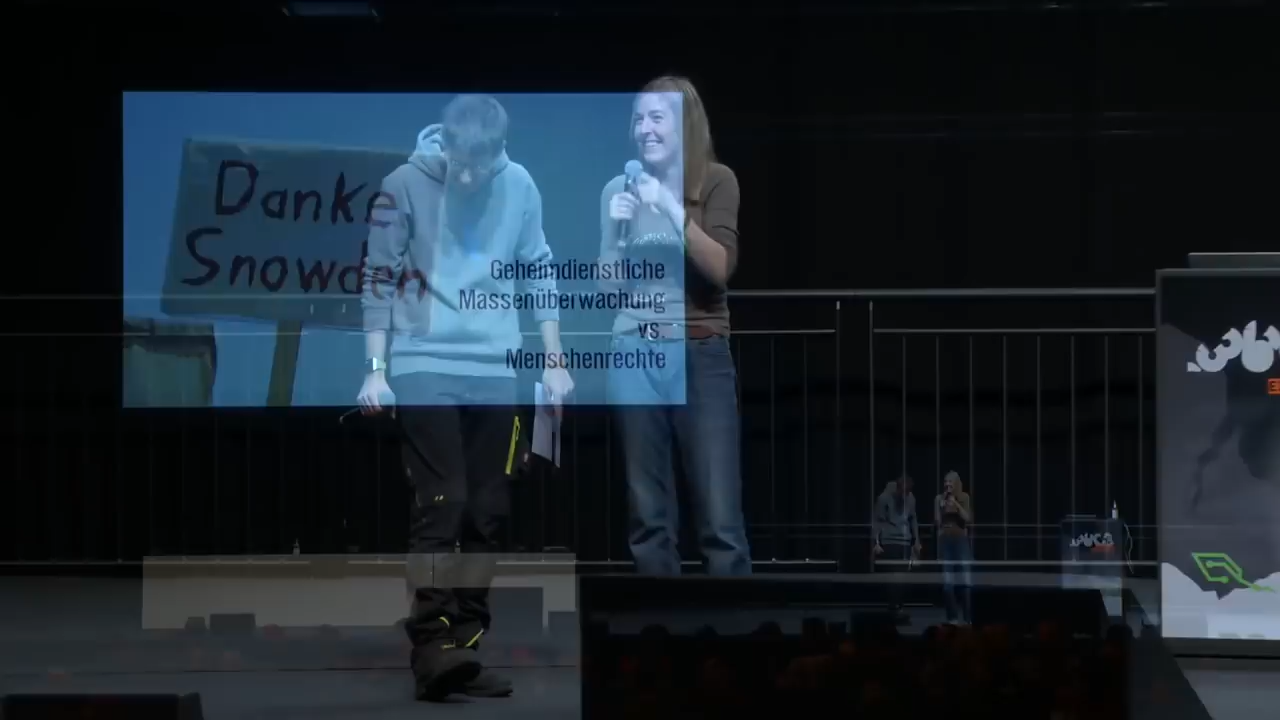 Danke
Snowden
Geheimdienstliche
Massenüberwachung
vs.
Menschenrechte